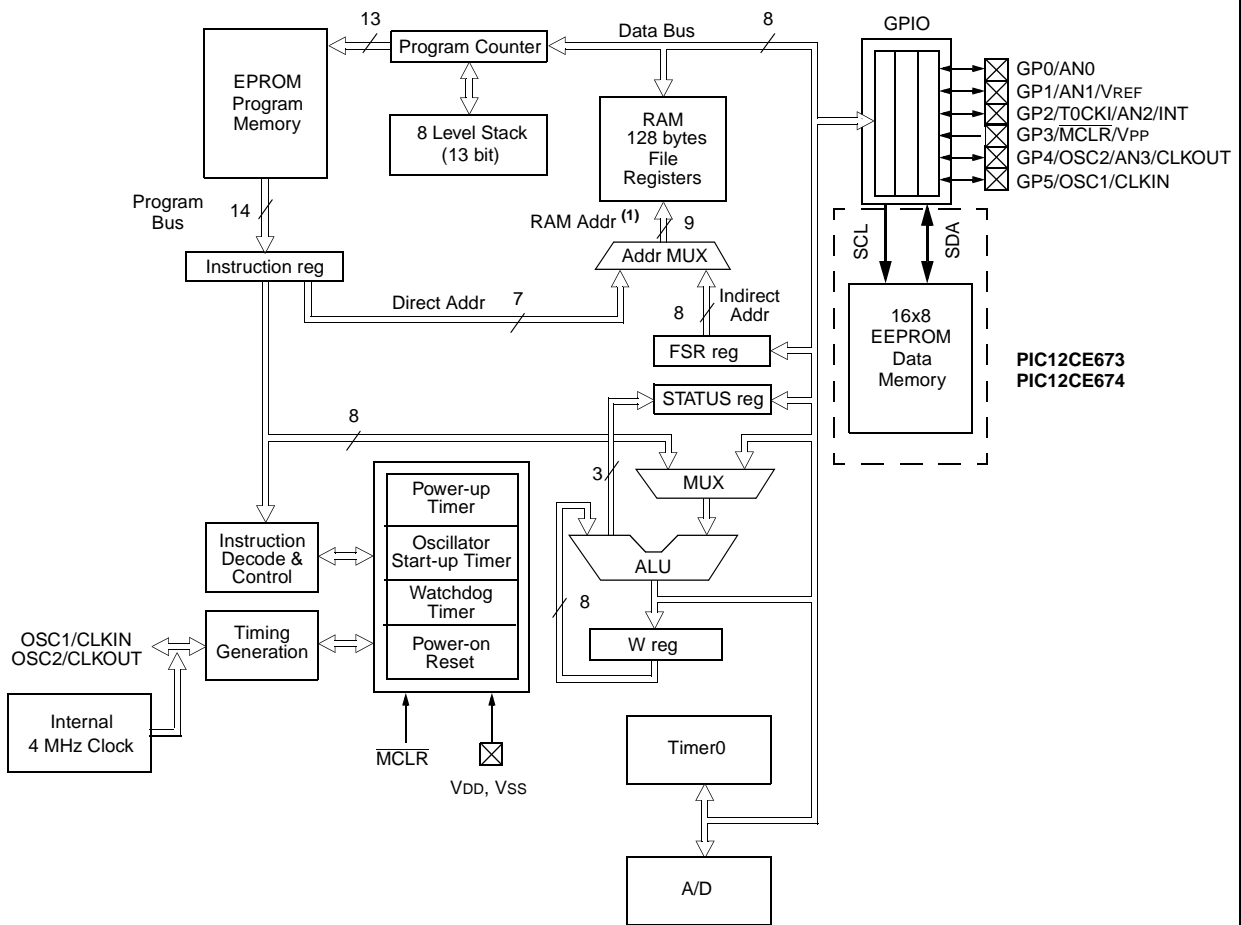 13
Data Bus
8
GPIO
EPROM
Program
Memory
Program Counter
8 Level Stack
(13 bit)
RAM
128 bytes
File
Registers
GP0/AN0
GP1/AN1/VREF
GP2/T0CKI/AN2/INT
GP3/MCLR/VPP
GP4/OSC2/AN3/CLKOUT
GP5/OSC1/CLKIN
Program
Bus
14
RAM Addr (1)
9
SCL
SDA
Instruction reg
Addr MUX
Direct Addr
7
8
Indirect
Addr
FSR reg
16x8
EEPROM
Data
Memory
PIC12CE673
PIC12CE674
STATUS reg
8
3
MUX
Power-up
Timer
Oscillator
Start-up Timer
Watchdog
Timer
Power-on
Reset
Instruction
Decode &
Control
ALU
8
W reg
OSC1/CLKIN
OSC2/CLKOUT
Timing
Generation
Internal
4 MHz Clock
MCLR
VDD, VSS
Timer0
A/D